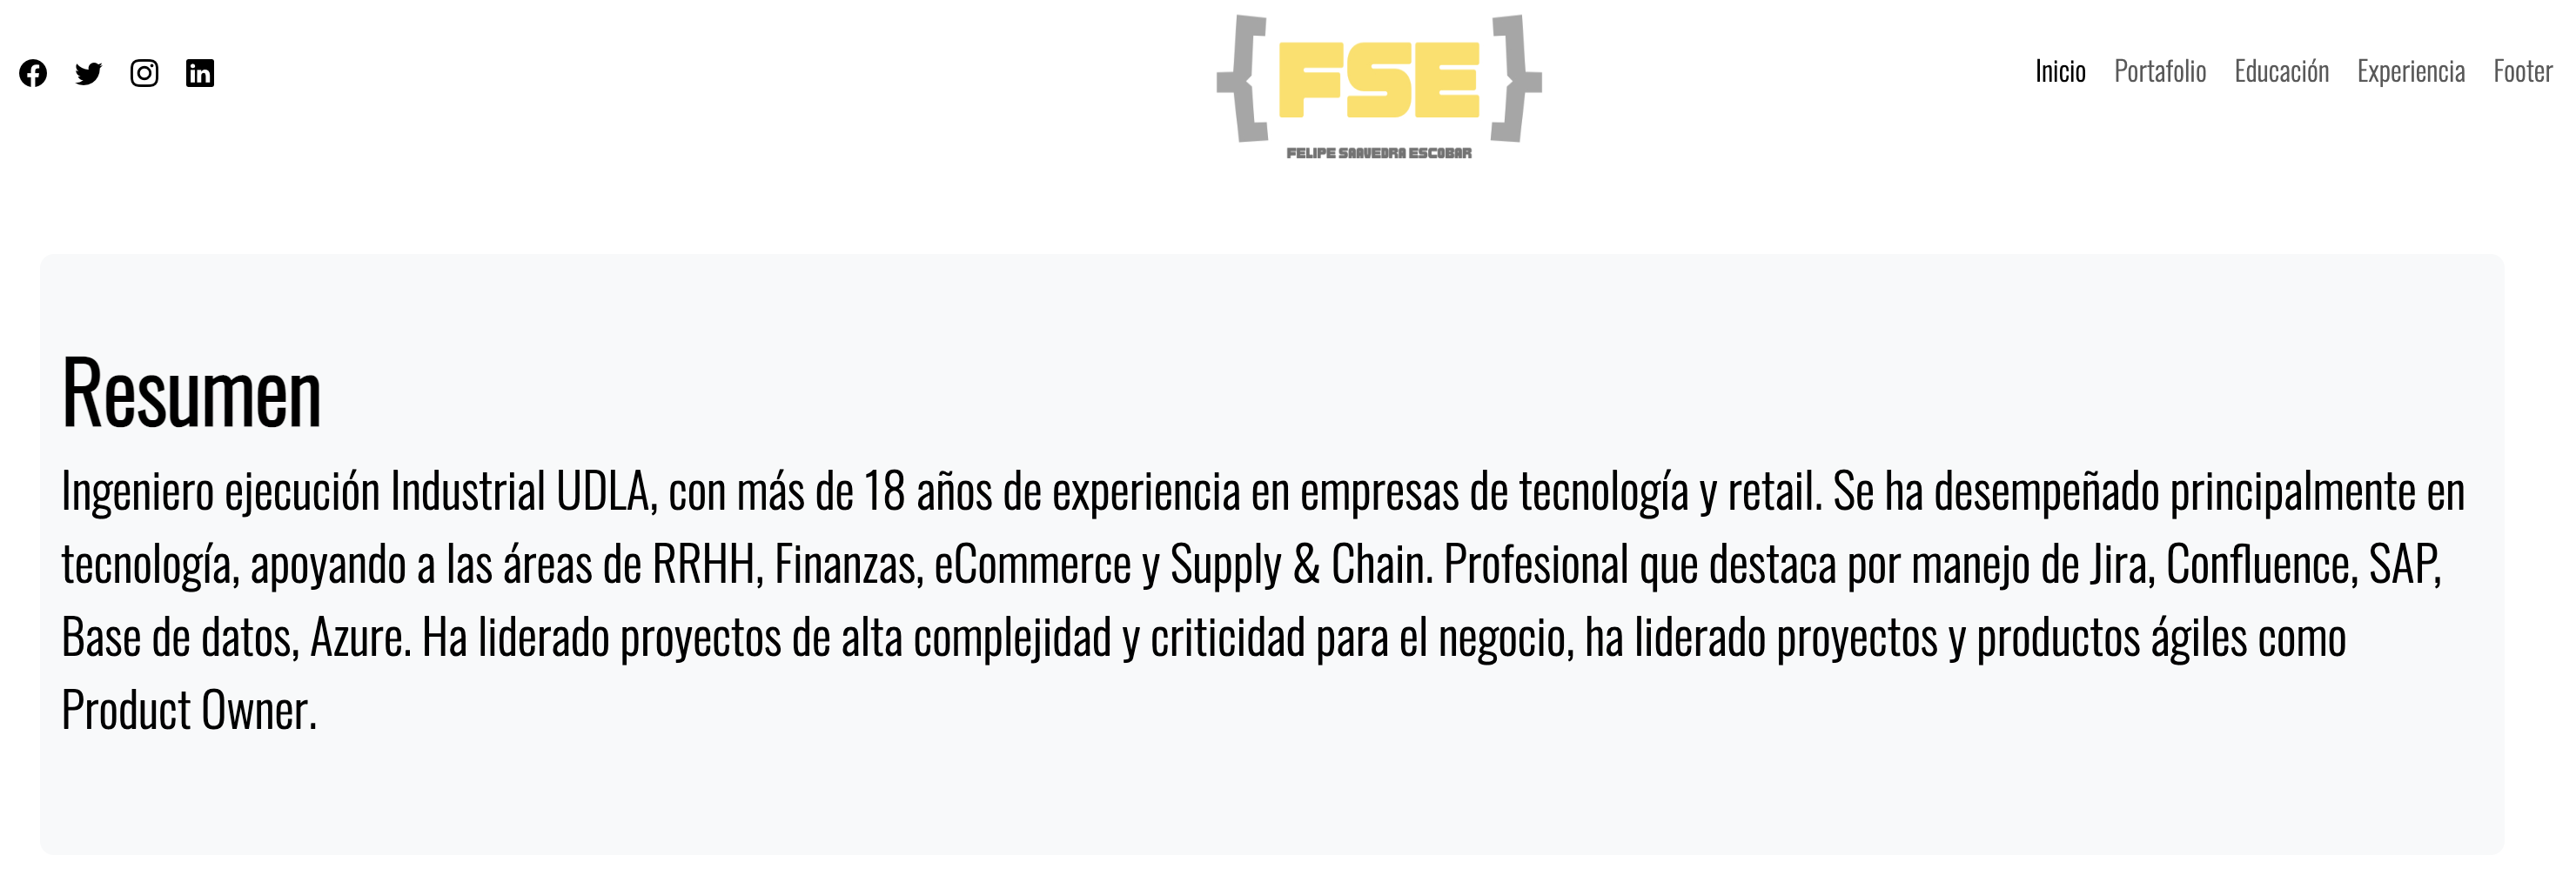 {FSE}
FELIPE SAAVEDRA ESCOBAR
Inicio Portafolio Educación Experiencia Footer
Resumen
Ingeniero ejecución Industrial UDLA, con más de 18 años de experiencia en empresas de tecnología y retail. Se ha desempeñado principalmente en
tecnología, apoyando a las áreas de RRHH, Finanzas, eCommerce y Supply & Chain. Profesional que destaca por manejo de Jira, Confluence, SAP,
Base de datos, Azure. Ha liderado proyectos de alta complejidad y criticidad para el negocio, ha liderado proyectos y productos ágiles como
Product Owner.